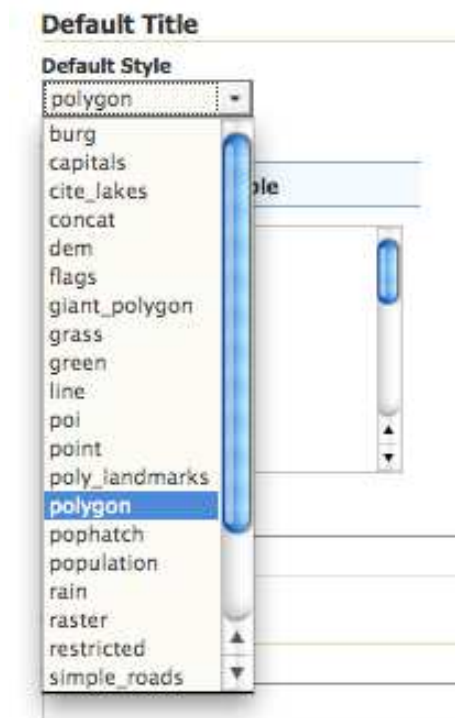 Default Title
Default Style
polygon
burg
capitals
cite_lakes
concat
dem
flags
giant_polygon
grass
green
line
poi
point
poly_landmarks
polygon
pophatch
population
rain
raster
restricted
simple_roads